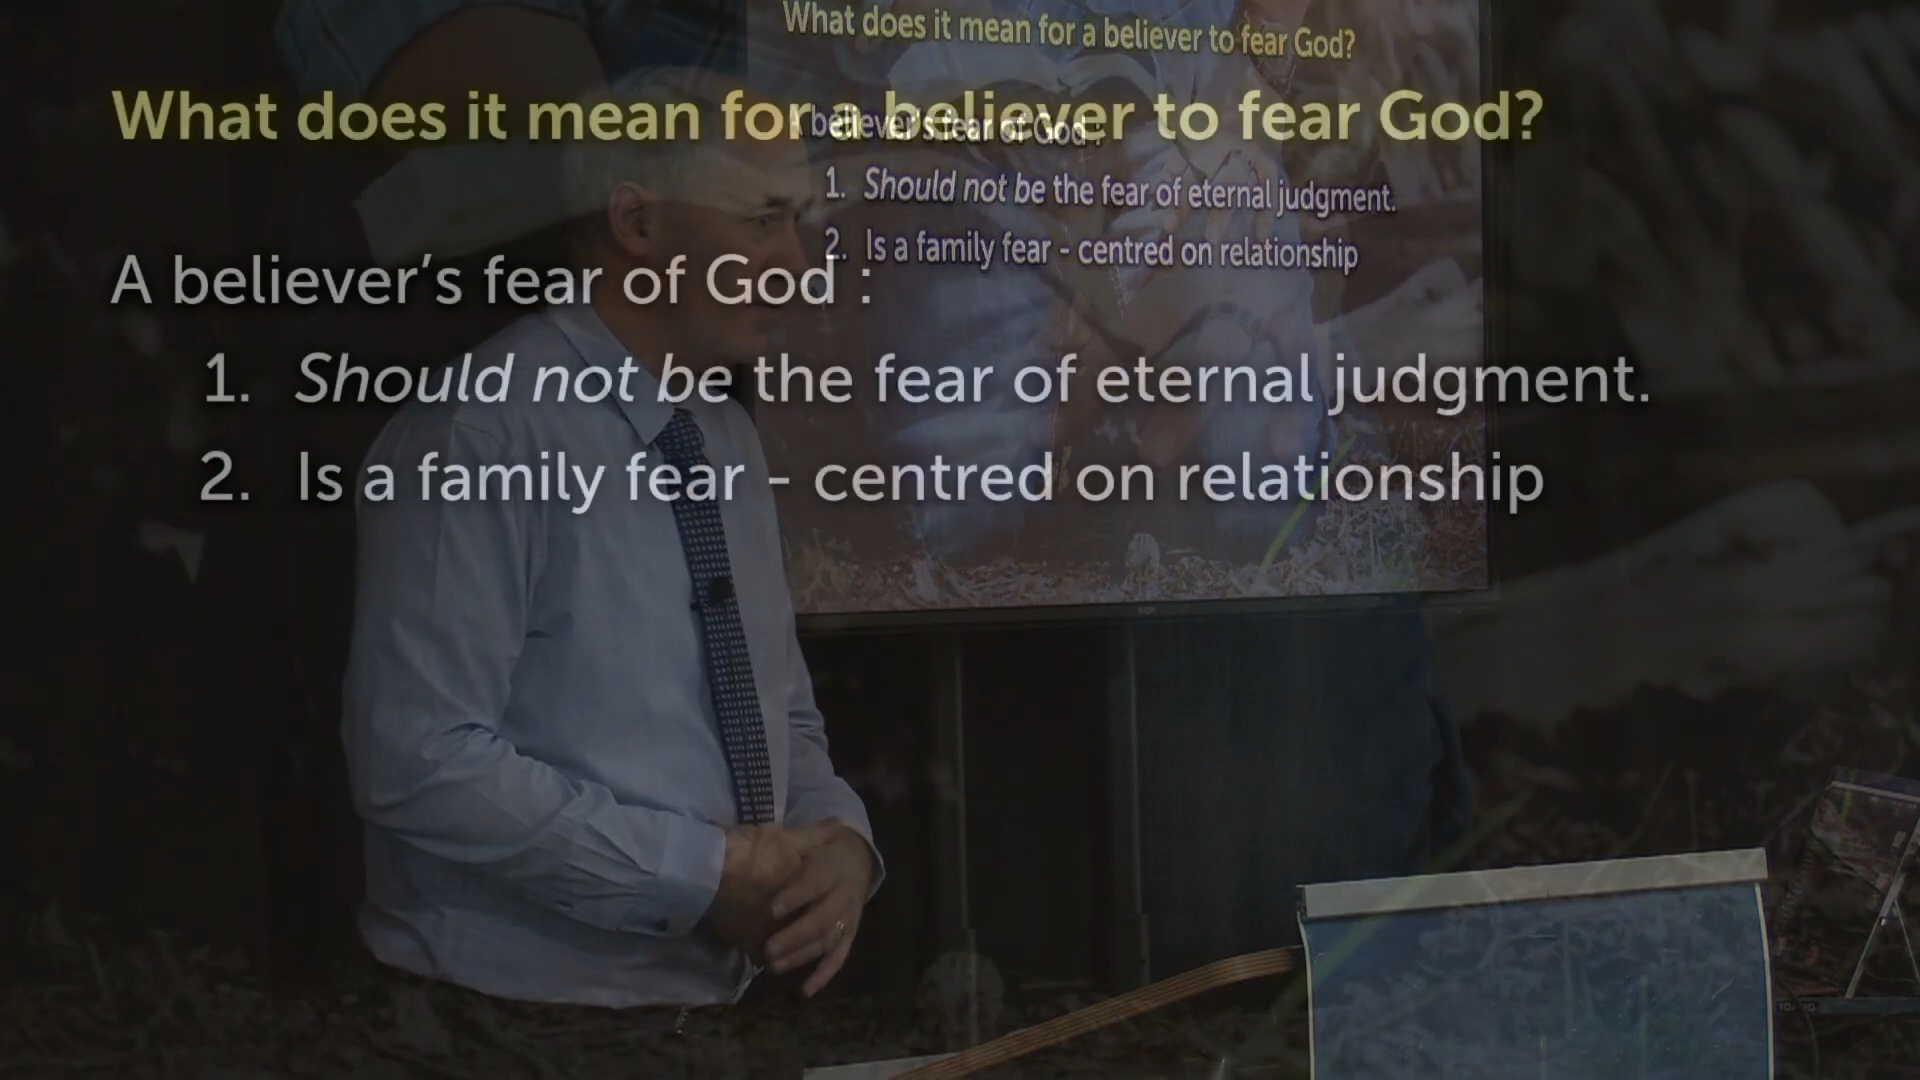 What does it mean for a believer to fear God?
A believer's fear of God :
1. Should not be the fear of eternal judgment.
2. Is a family fear - centred on relationship
What does it mean for a believer to fear God?
A believer’s fear of God :
1. Should not be the fear of eternal judgment.
2. Is a family fear - centred on relationship